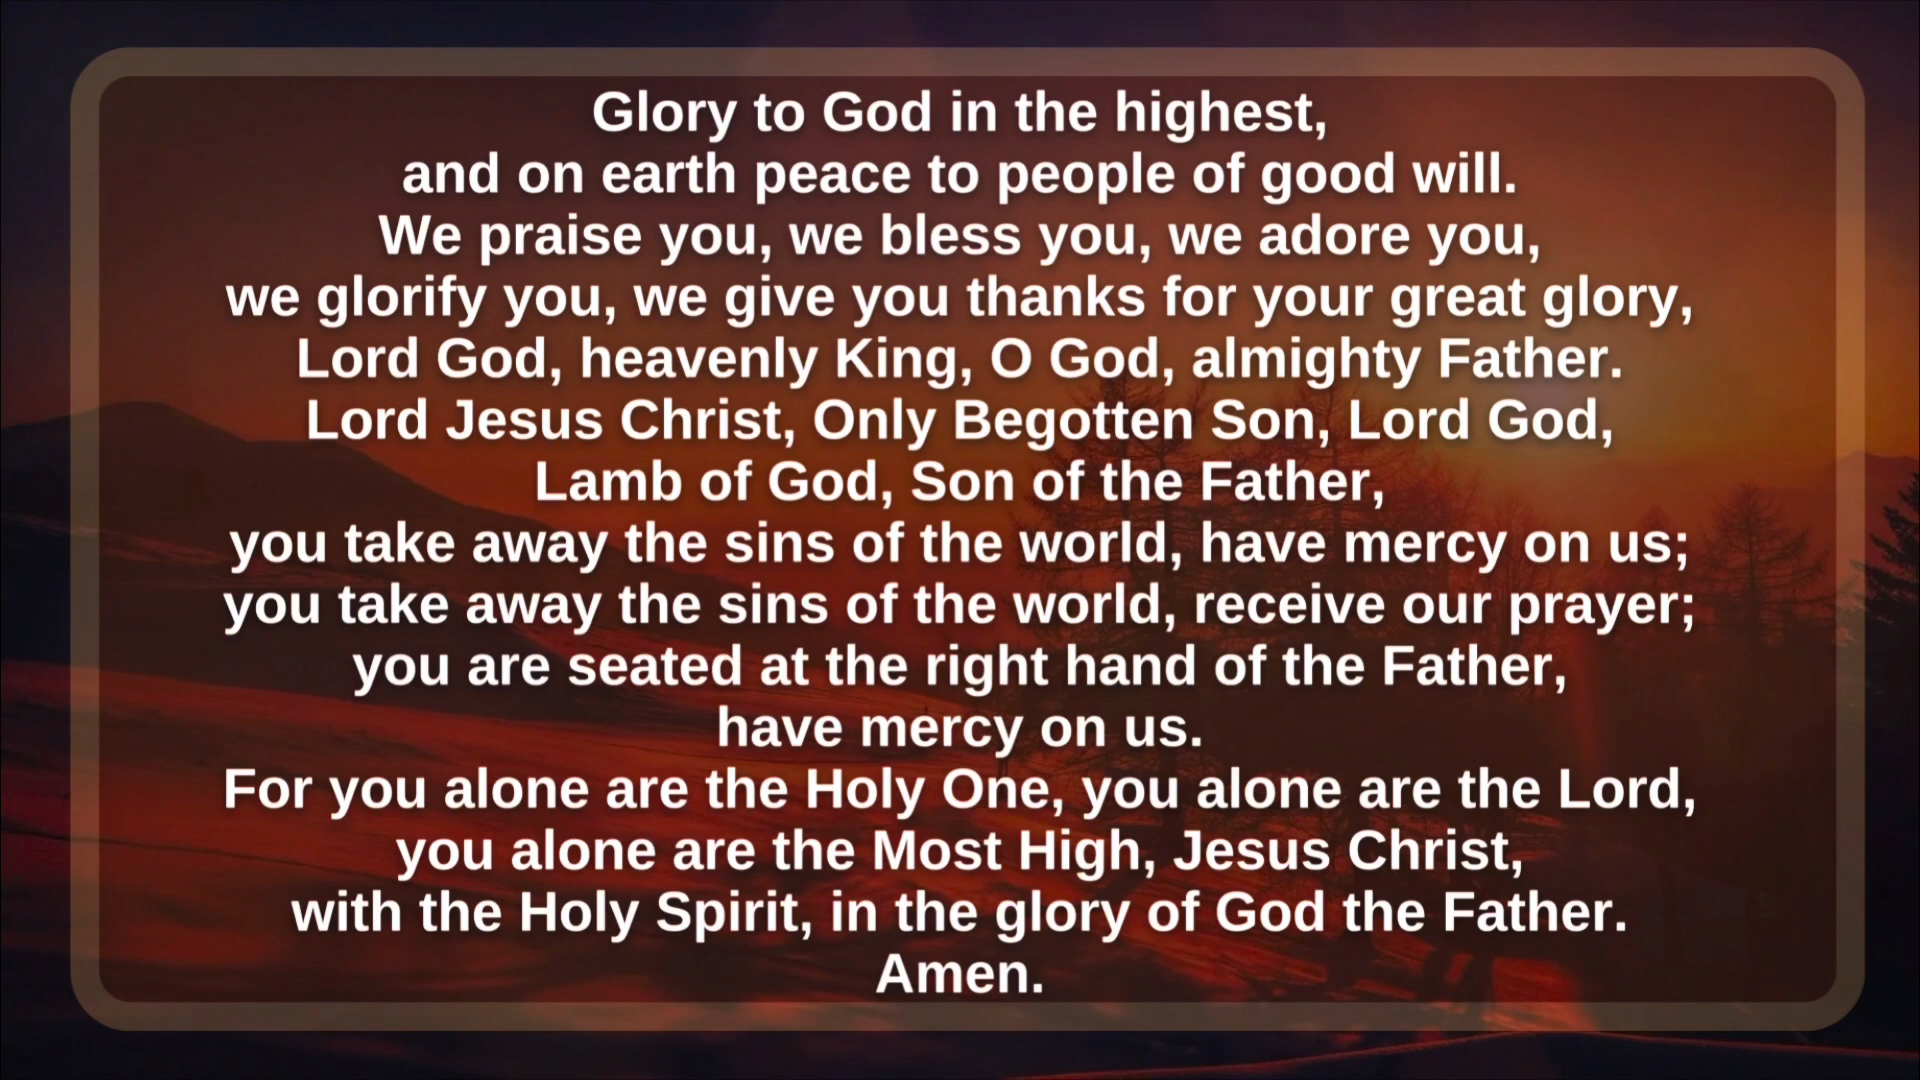 Glory to God in the highest,
and on earth peace to people of good will.
We praise you, we bless you, we adore you,
we glorify you, we give you thanks for your great glory,
Lord God, heavenly King, O God, almighty Father.
Lord Jesus Christ, Only Begotten Son, Lord God,
Lamb of God, Son of the Father,
you take away the sins of the world, have mercy on us;
you take away the sins of the world, receive our prayer;
you are seated at the right hand of the Father,
have mercy on us.
For you alone are the Holy One, you alone are the Lord,
you alone are the Most High, Jesus Christ,
with the Holy Spirit, in the glory of God the Father.
Amen.